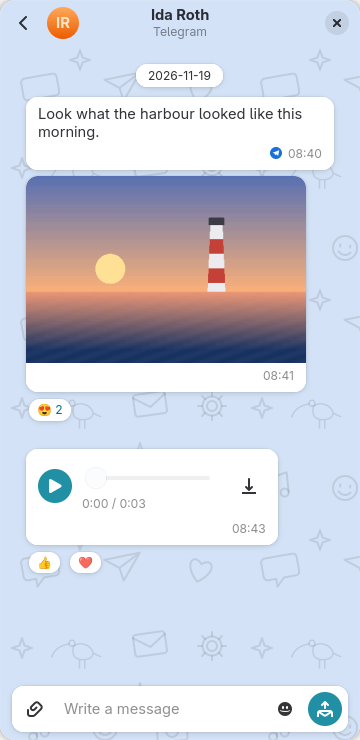 Ida Roth
IR
Telegram
2026-11-19
Look what the harbour looked like this
morning.
08:40
08:41
😍 2
0:00 / 0:03
08:43
👍 ❤️
Write a message